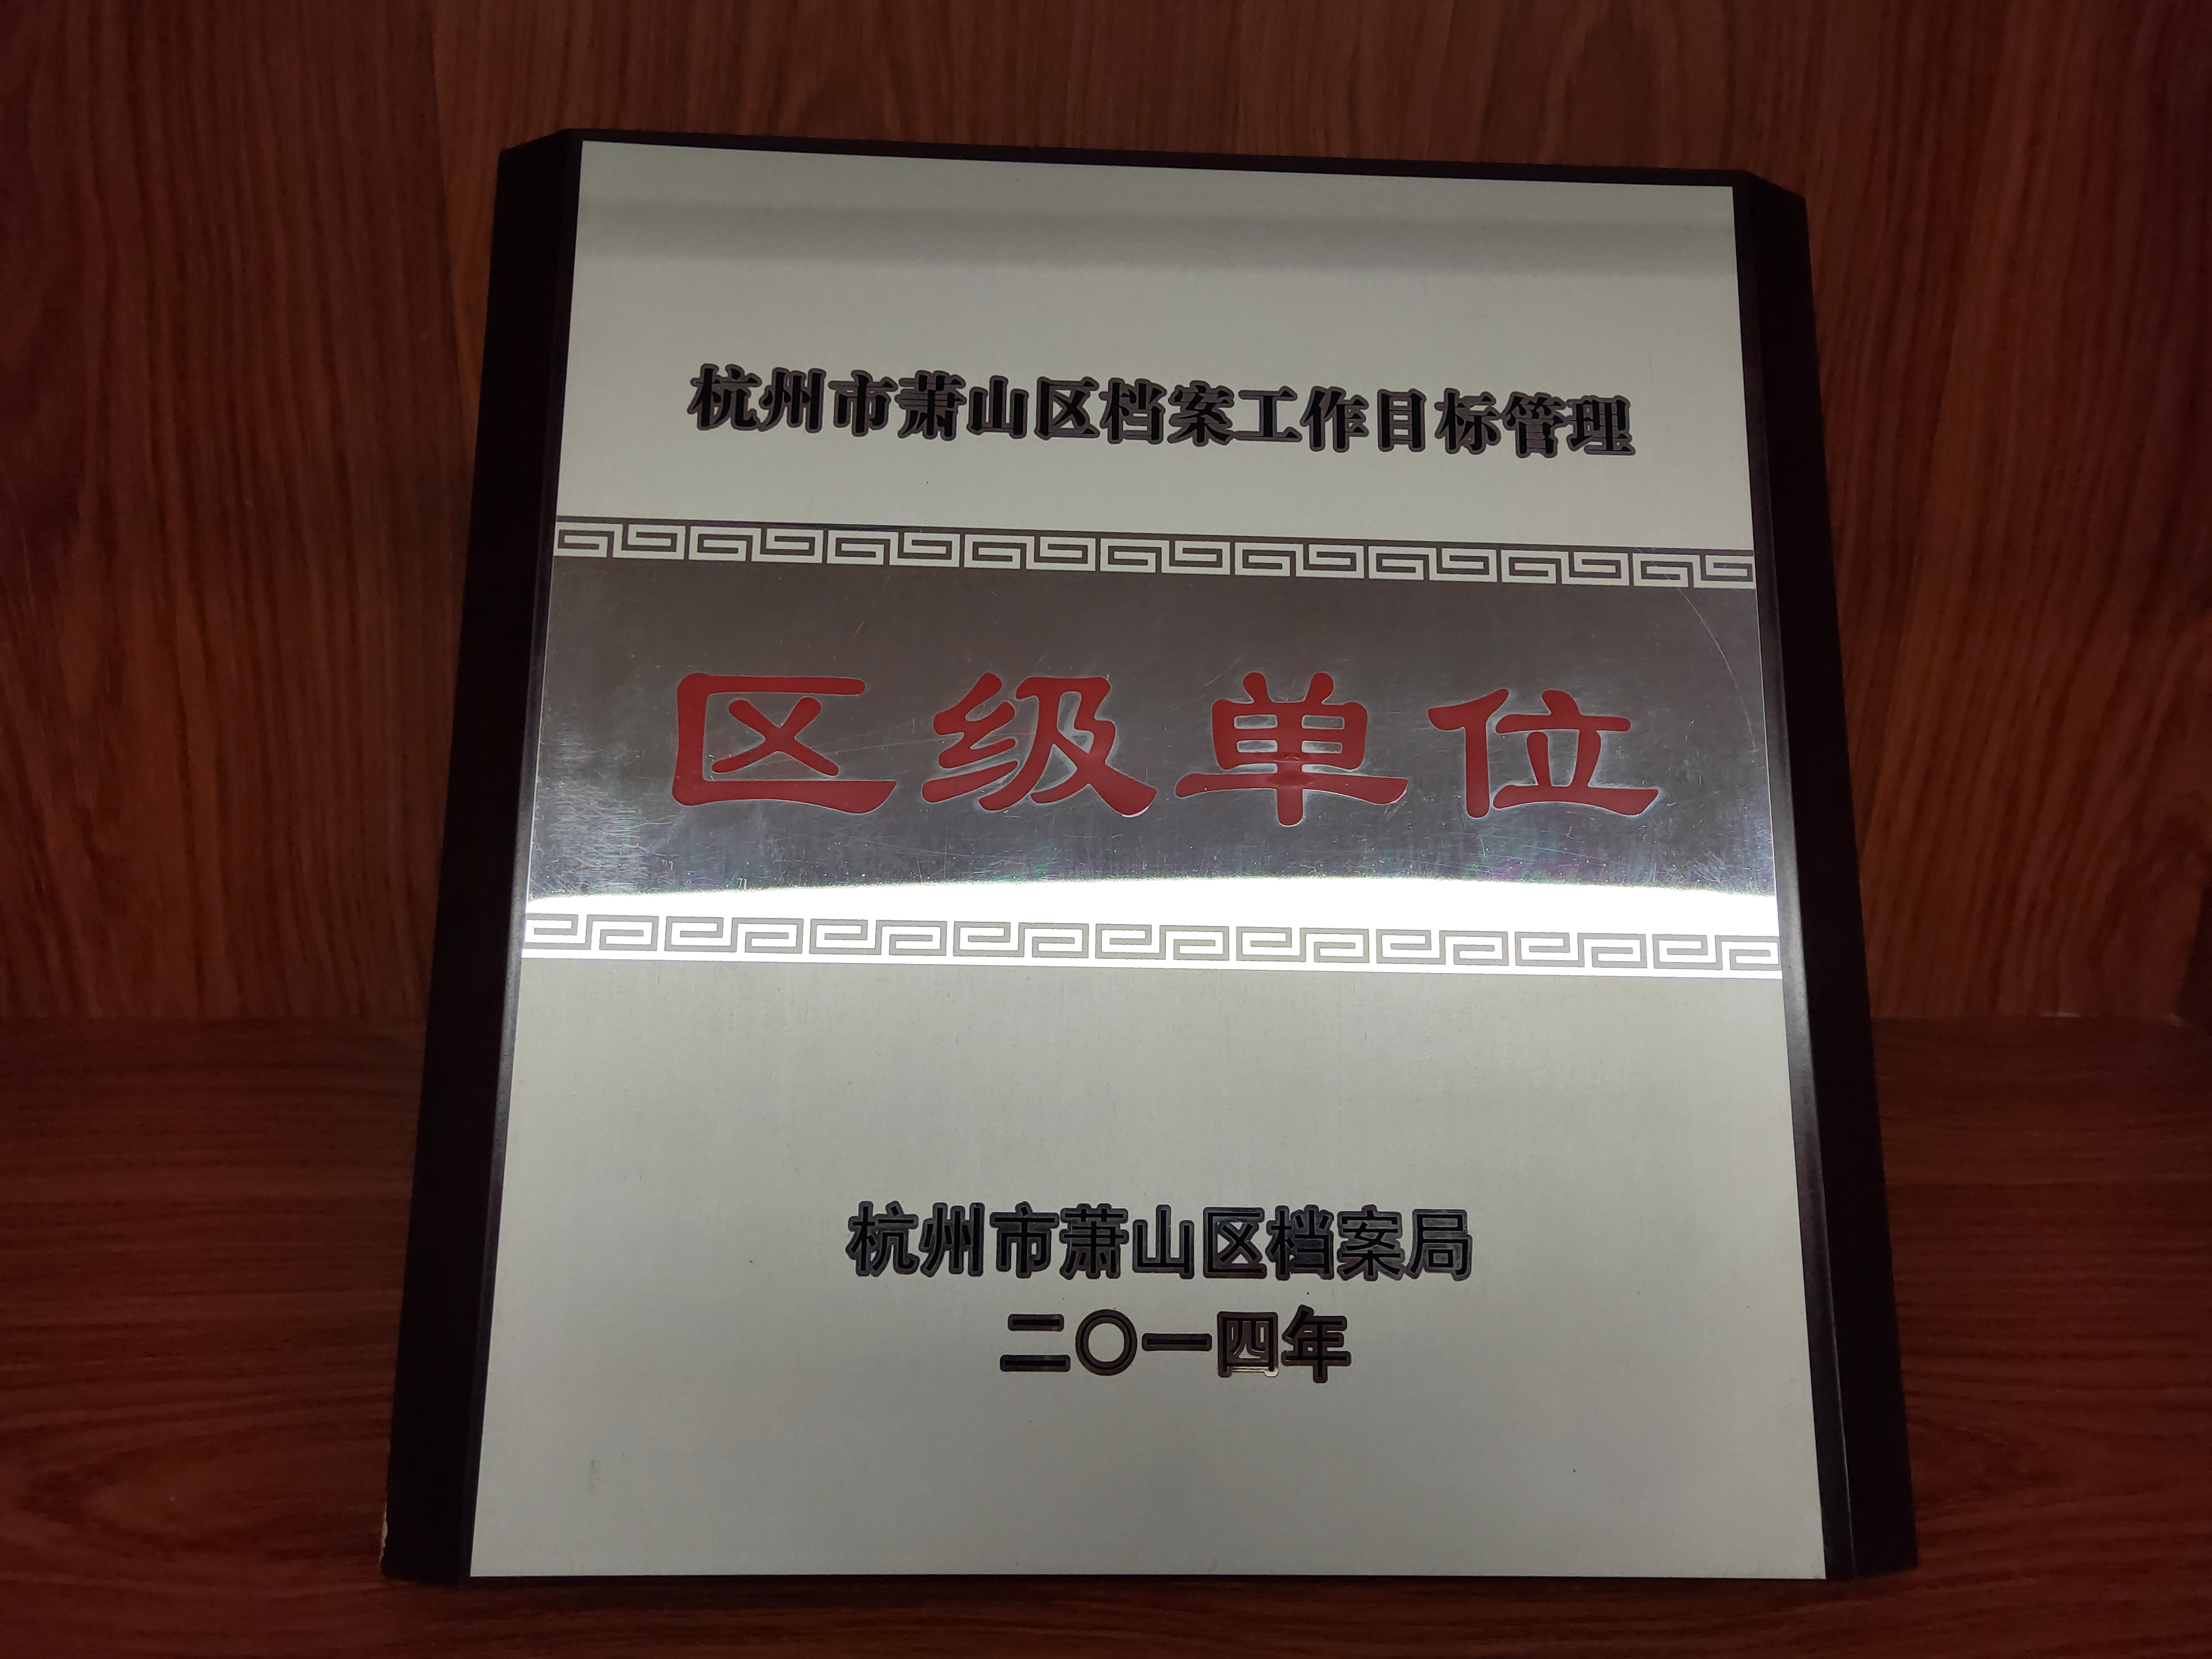 杭州市萧山区档案工作目标管理
区级单位
杭州市萧山区档案局
二〇一四年